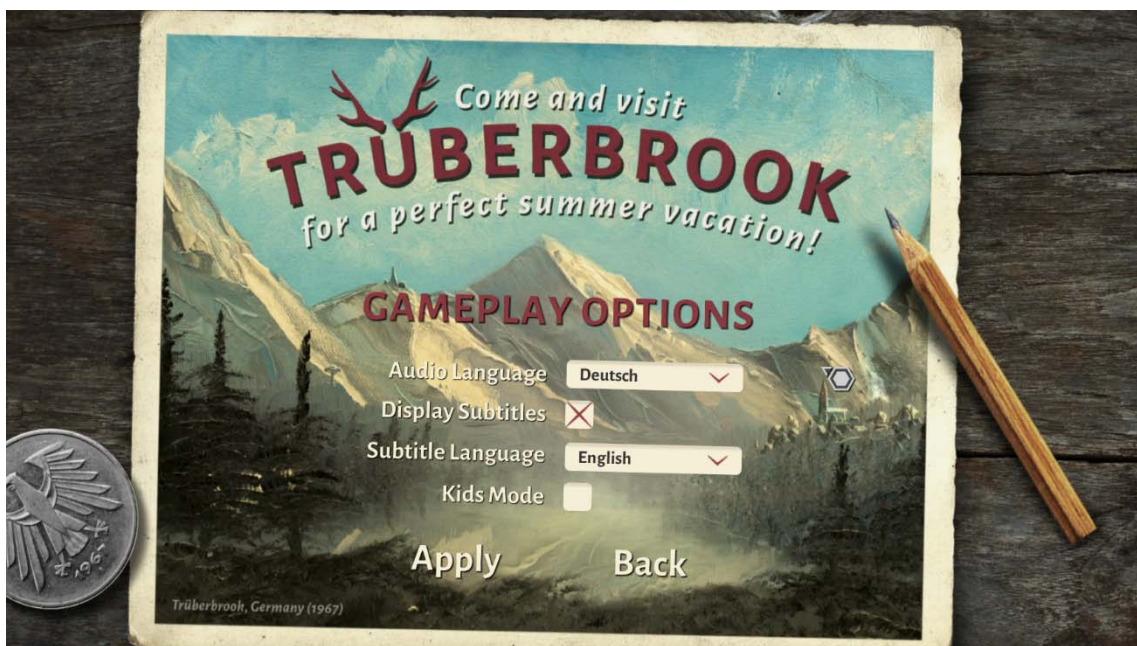 Come and visit
TRÜBERBROOK
for a perfect summer vacation!
GAMEPLAY OPTIONS
Audio Language Deutsch
Display Subtitles
Subtitle Language English
Kids Mode
Apply Back
Trüberbrook, Germany (1967)